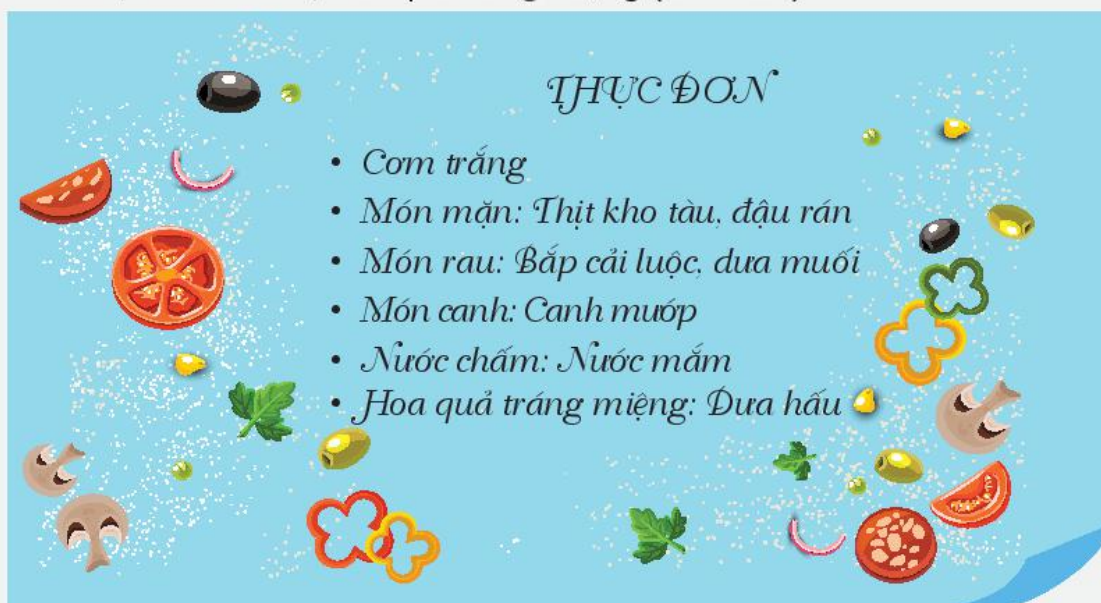 THỰC ĐƠN
• Cơm trắng
• Món mặn: Thịt kho tàu, đậu rán
• Món rau: Bắp cải luộc, dưa muối
• Món canh: Canh mướp
• Nước chấm: Nước mắm
• Hoa quả tráng miệng: Dưa hấu